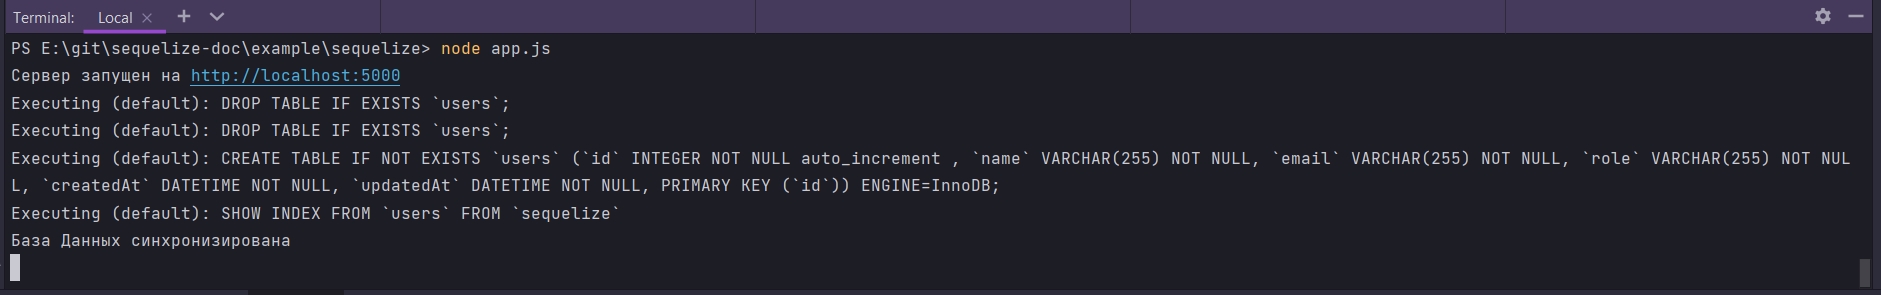 Terminal: Local
PS E:\git\sequelize-doc\example\sequelize> node app.js
Сервер запущен на http://localhost:5000
Executing (default): DROP TABLE IF EXISTS `users`;
Executing (default): DROP TABLE IF EXISTS `users`;
Executing (default): CREATE TABLE IF NOT EXISTS `users` (`id` INTEGER NOT NULL auto_increment , `name` VARCHAR(255) NOT NULL, `email` VARCHAR(255) NOT NULL, `role` VARCHAR(255) NOT NUL
L, `createdAt` DATETIME NOT NULL, `updatedAt` DATETIME NOT NULL, PRIMARY KEY (`id`)) ENGINE=InnoDB;
Executing (default): SHOW INDEX FROM `users` FROM `sequelize`
База Данных синхронизирована